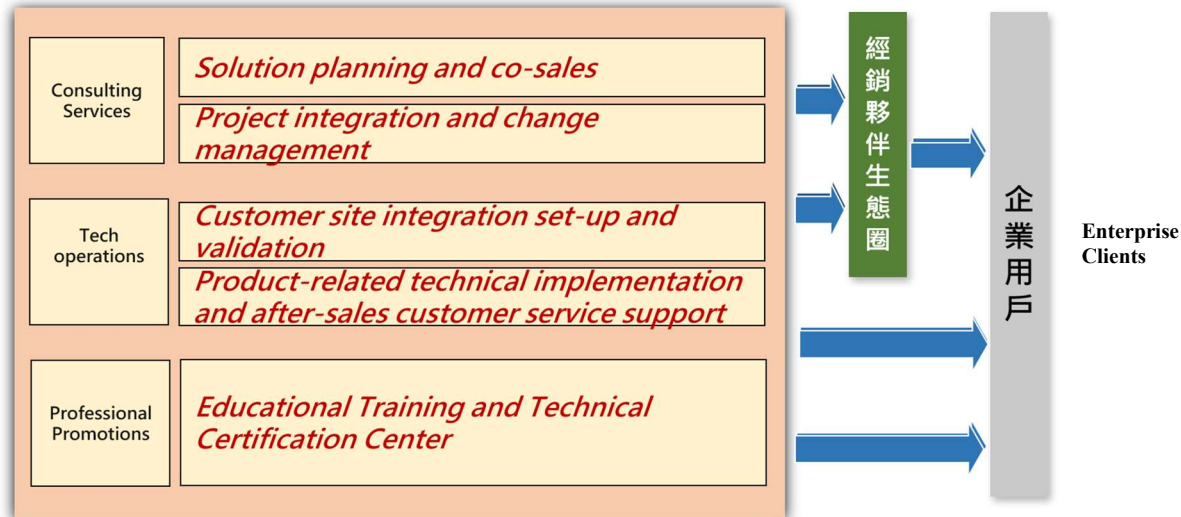 Consulting
Services
Solution planning and co-sales
Project integration and change
management
Tech
operations
Customer site integration set-up and
validation
Product-related technical implementation
and after-sales customer service support
Professional
Promotions
Educational Training and Technical
Certification Center
經銷夥伴生態圈
企業用戶
Enterprise
Clients